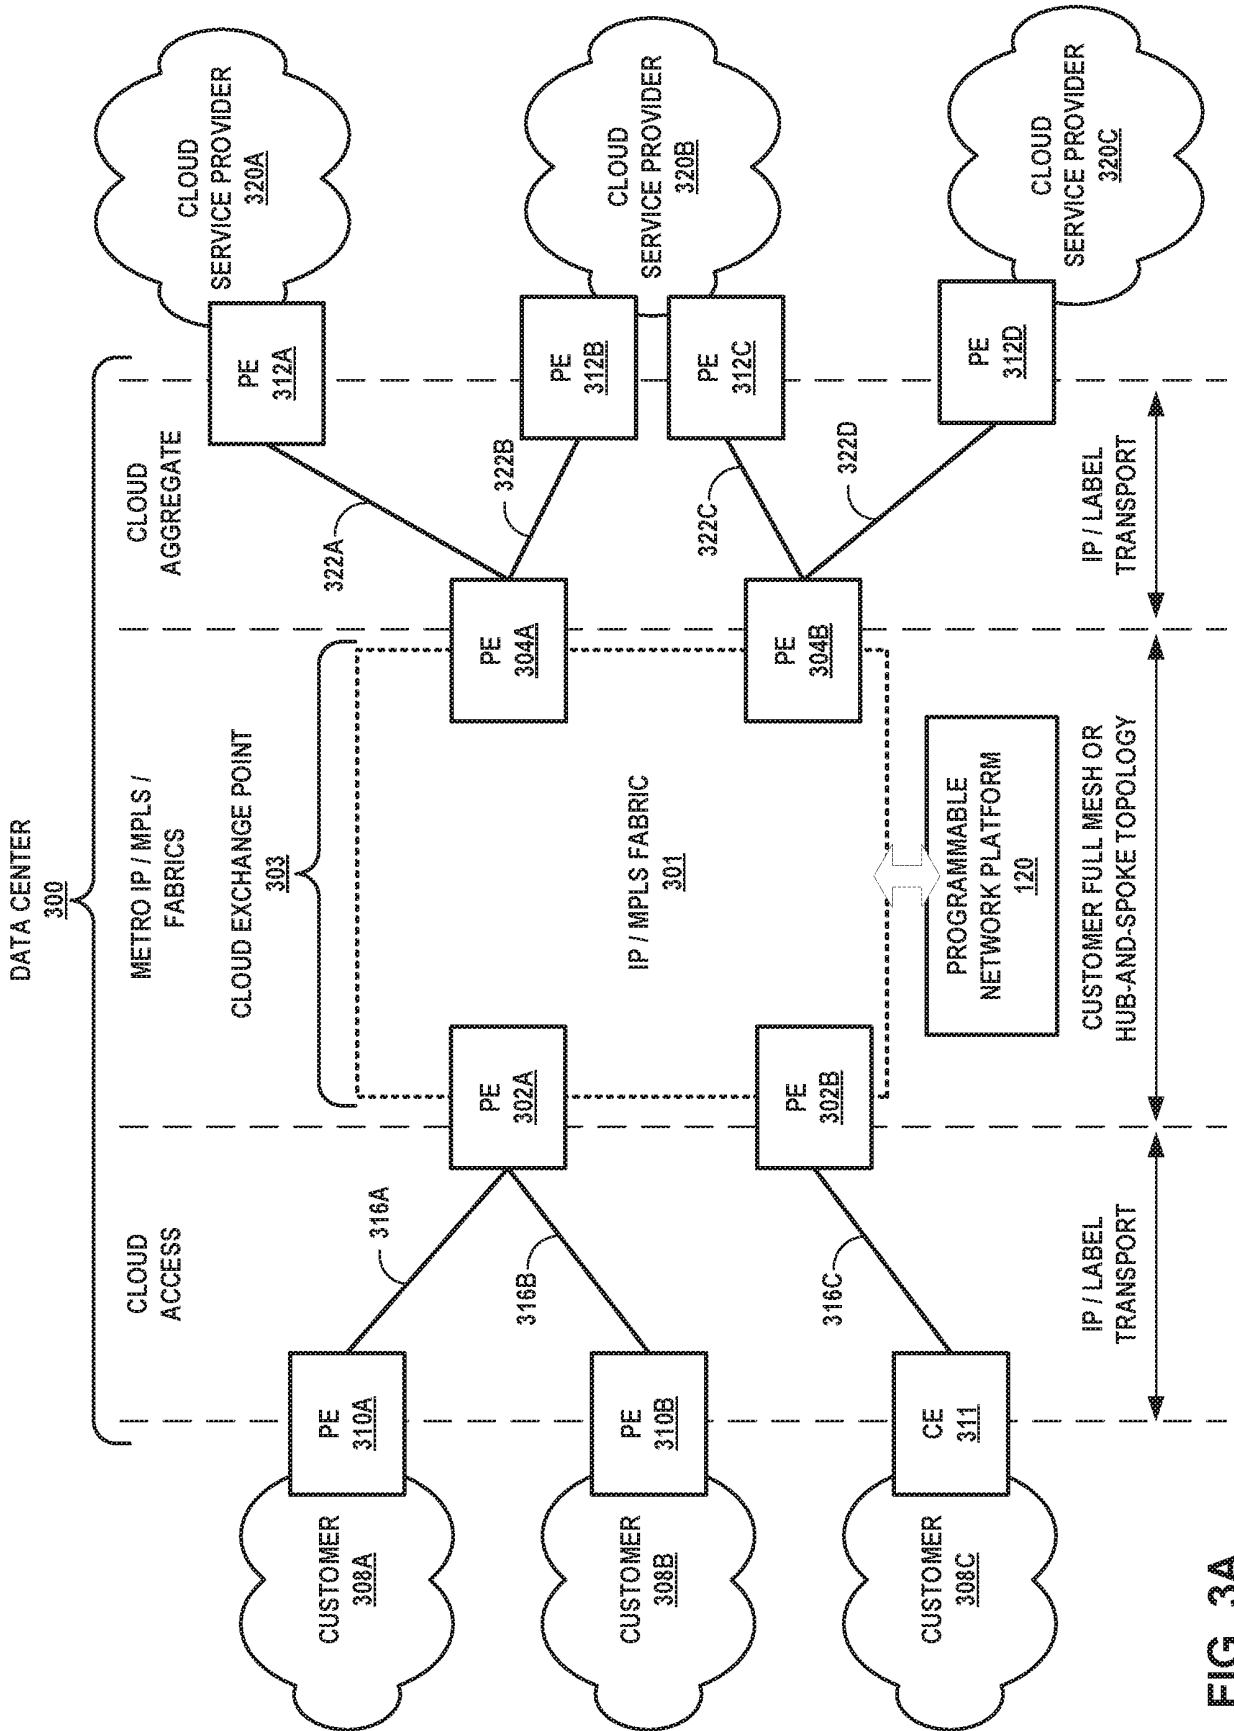 DATA CENTER
300
CLOUD
ACCESS
METRO IP / MPLS /
FABRICS
CLOUD
AGGREGATE
CLOUD EXCHANGE POINT
303
CUSTOMER
308A
PE
310A
316A
PE
302A
PE
304A
322A
PE
312A
CLOUD
SERVICE PROVIDER
320A
CUSTOMER
308B
PE
310B
316B
IP / MPLS FABRIC
301
322B
PE
312B
CLOUD
SERVICE PROVIDER
320B
322C
PE
312C
CUSTOMER
308C
CE
311
316C
PE
302B
PE
304B
322D
PE
312D
CLOUD
SERVICE PROVIDER
320C
PROGRAMMABLE
NETWORK PLATFORM
120
IP / LABEL
TRANSPORT
CUSTOMER FULL MESH OR
HUB-AND-SPOKE TOPOLOGY
IP / LABEL
TRANSPORT
FIG. 3A